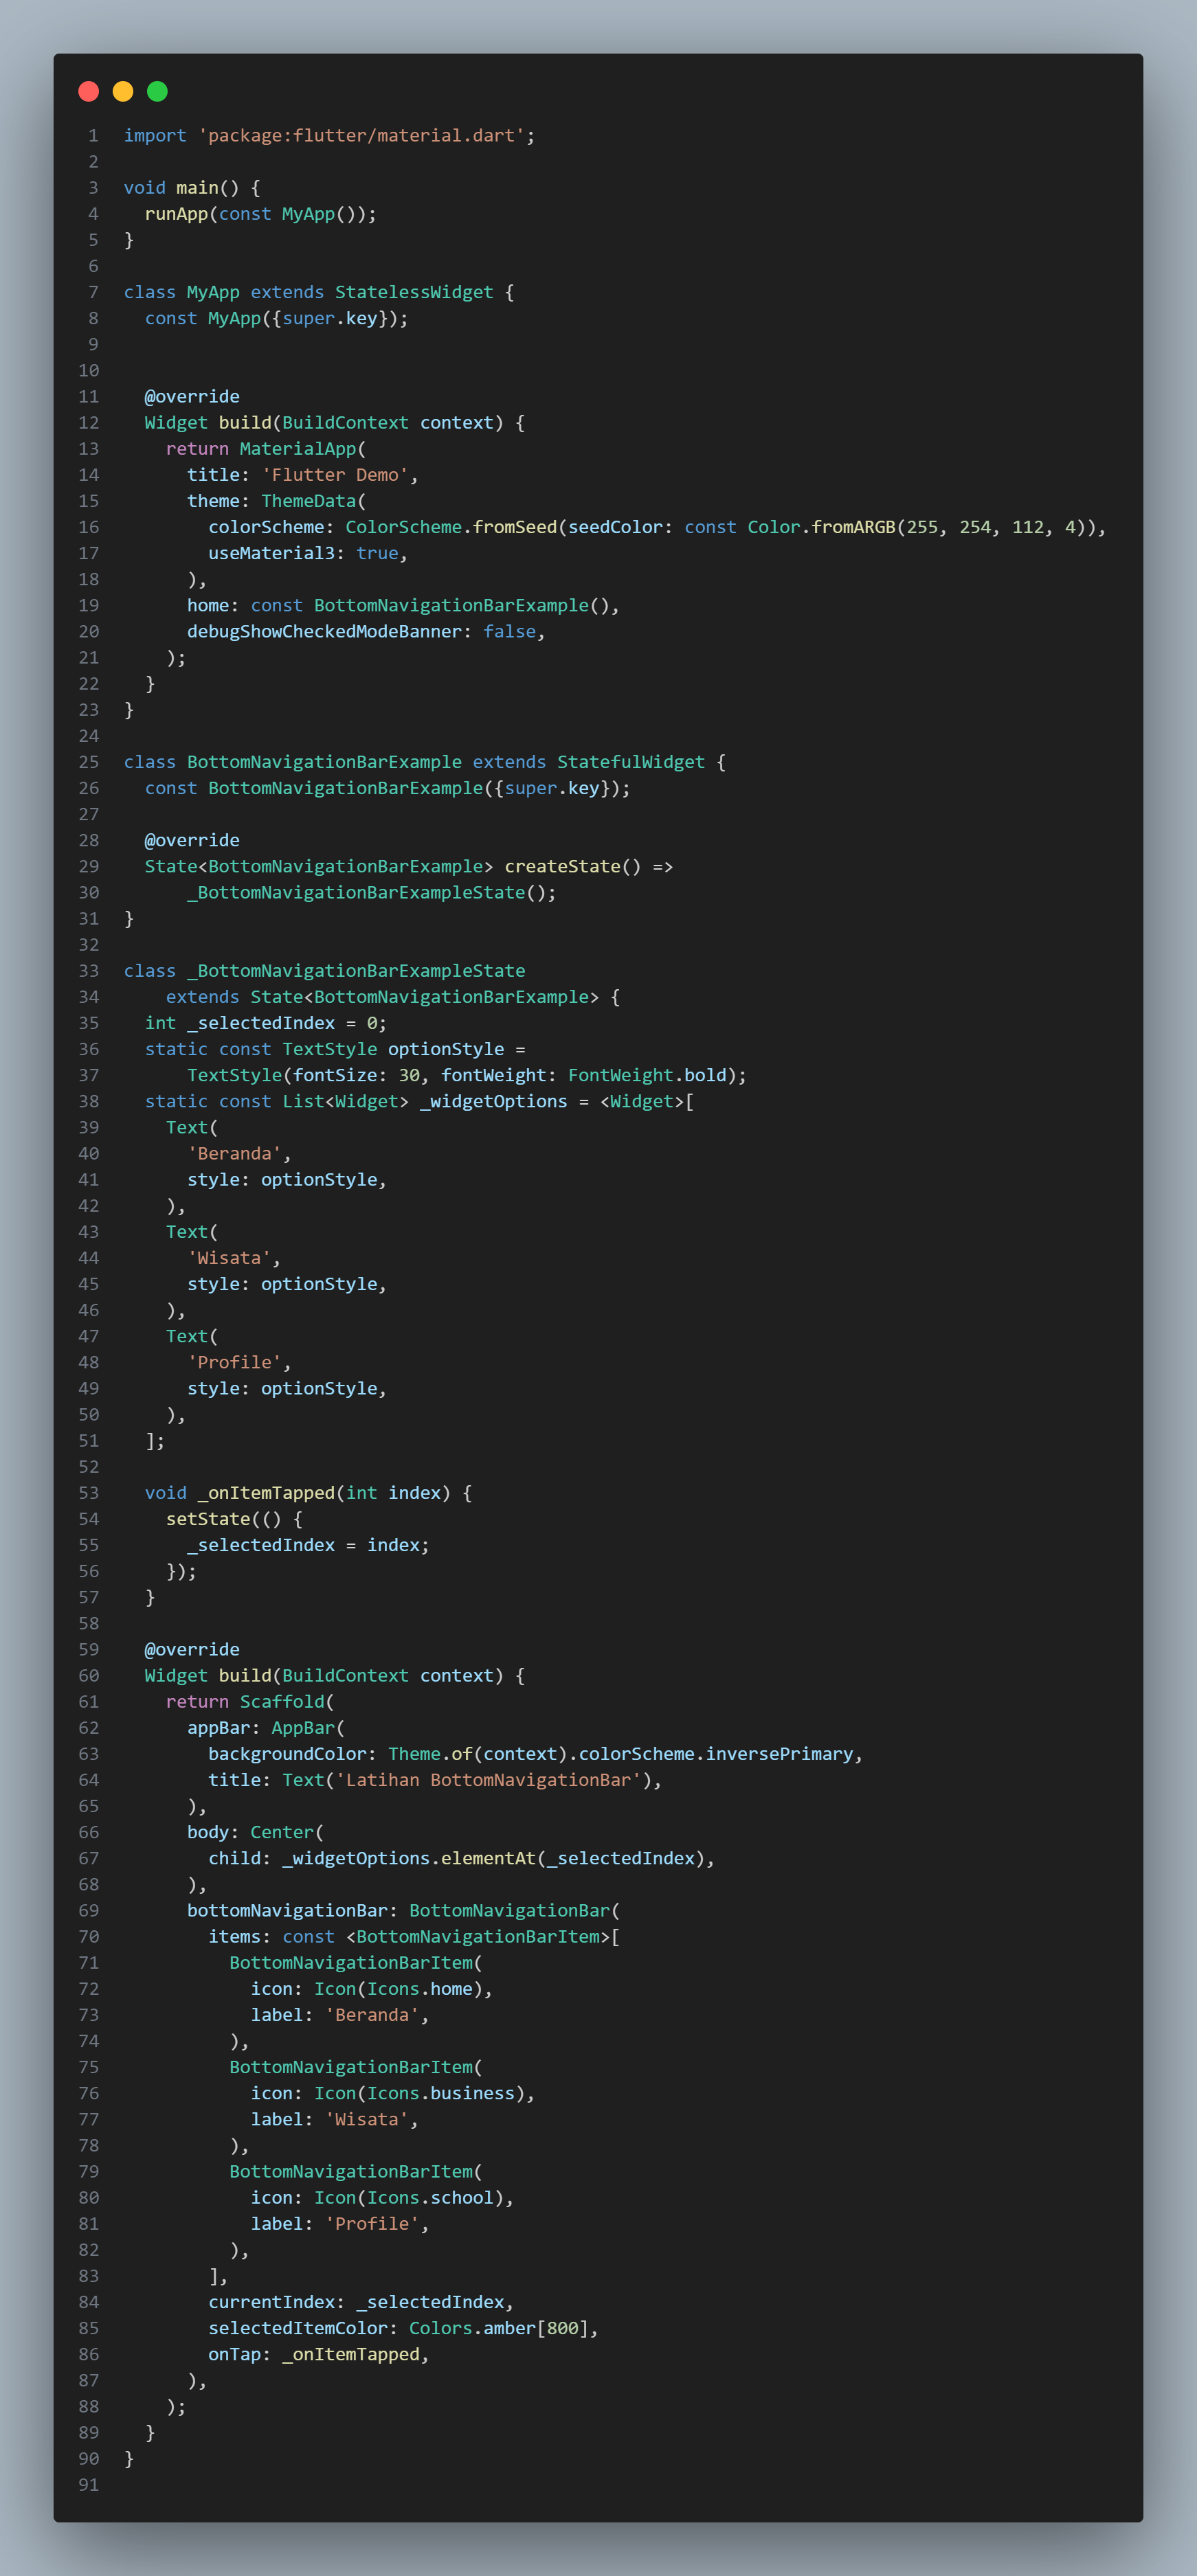 1 import 'package:flutter/material.dart';
2
3 void main() {
4   runApp(const MyApp());
5 }
6
7 class MyApp extends StatelessWidget {
8   const MyApp({super.key});
9
10
11   @override
12   Widget build(BuildContext context) {
13     return MaterialApp(
14       title: 'Flutter Demo',
15       theme: ThemeData(
16         colorScheme: ColorScheme.fromSeed(seedColor: const Color.fromARGB(255, 254, 112, 4)),
17         useMaterial3: true,
18       ),
19       home: const BottomNavigationBarExample(),
20       debugShowCheckedModeBanner: false,
21     );
22   }
23 }
24
25 class BottomNavigationBarExample extends StatefulWidget {
26   const BottomNavigationBarExample({super.key});
27
28   @override
29   State<BottomNavigationBarExample> createState() =>
30       _BottomNavigationBarExampleState();
31 }
32
33 class _BottomNavigationBarExampleState
34     extends State<BottomNavigationBarExample> {
35   int _selectedIndex = 0;
36   static const TextStyle optionStyle =
37       TextStyle(fontSize: 30, fontWeight: FontWeight.bold);
38   static const List<Widget> _widgetOptions = <Widget>[
39     Text(
40       'Beranda',
41       style: optionStyle,
42     ),
43     Text(
44       'Wisata',
45       style: optionStyle,
46     ),
47     Text(
48       'Profile',
49       style: optionStyle,
50     ),
51   ];
52
53   void _onItemTapped(int index) {
54     setState(() {
55       _selectedIndex = index;
56     });
57   }
58
59   @override
60   Widget build(BuildContext context) {
61     return Scaffold(
62       appBar: AppBar(
63         backgroundColor: Theme.of(context).colorScheme.inversePrimary,
64         title: Text('Latihan BottomNavigationBar'),
65       ),
66       body: Center(
67         child: _widgetOptions.elementAt(_selectedIndex),
68       ),
69       bottomNavigationBar: BottomNavigationBar(
70         items: const <BottomNavigationBarItem>[
71           BottomNavigationBarItem(
72             icon: Icon(Icons.home),
73             label: 'Beranda',
74           ),
75           BottomNavigationBarItem(
76             icon: Icon(Icons.business),
77             label: 'Wisata',
78           ),
79           BottomNavigationBarItem(
80             icon: Icon(Icons.school),
81             label: 'Profile',
82           ),
83         ],
84         currentIndex: _selectedIndex,
85         selectedItemColor: Colors.amber[800],
86         onTap: _onItemTapped,
87       ),
88     );
89   }
90 }
91